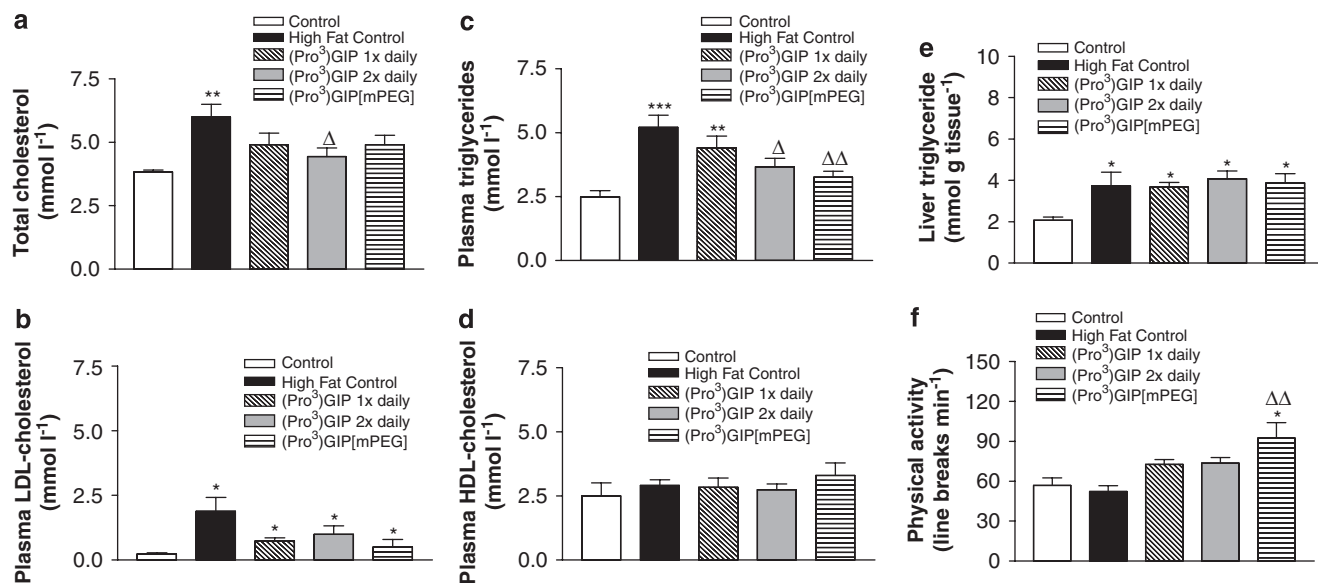 a
Control
High Fat Control
(Pro³)GIP 1x daily
(Pro³)GIP 2x daily
(Pro³)GIP[mPEG]
Total cholesterol
(mmol l⁻¹)
7.5
5.0
2.5
0.0
**
Δ
b
Control
High Fat Control
(Pro³)GIP 1x daily
(Pro³)GIP 2x daily
(Pro³)GIP[mPEG]
Plasma LDL-cholesterol
(mmol l⁻¹)
7.5
5.0
2.5
0.0
*
*
*
*
c
Control
High Fat Control
(Pro³)GIP 1x daily
(Pro³)GIP 2x daily
(Pro³)GIP[mPEG]
Plasma triglycerides
(mmol l⁻¹)
7.5
5.0
2.5
0.0
***
**
Δ
ΔΔ
d
Control
High Fat Control
(Pro³)GIP 1x daily
(Pro³)GIP 2x daily
(Pro³)GIP[mPEG]
Plasma HDL-cholesterol
(mmol l⁻¹)
7.5
5.0
2.5
0.0
e
Control
High Fat Control
(Pro³)GIP 1x daily
(Pro³)GIP 2x daily
(Pro³)GIP[mPEG]
Liver triglyceride
(mmol g tissue⁻¹)
10
8
6
4
2
0
*
*
*
*
f
Control
High Fat Control
(Pro³)GIP 1x daily
(Pro³)GIP 2x daily
(Pro³)GIP[mPEG]
Physical activity
(line breaks min⁻¹)
150
120
90
60
30
0
ΔΔ
*